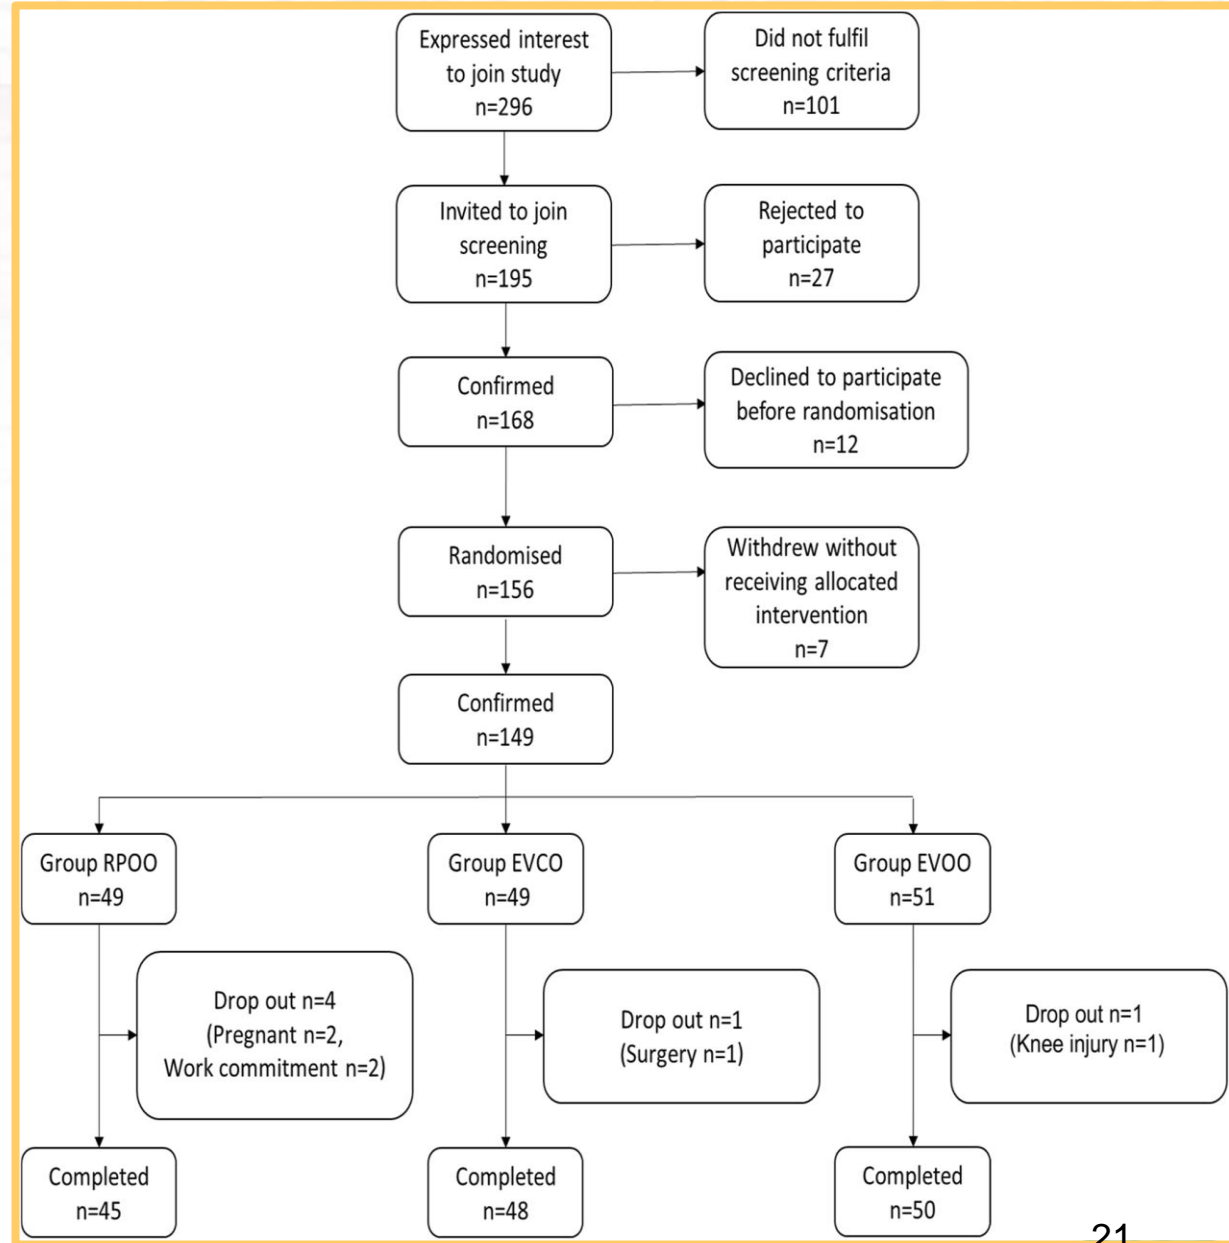 Expressed interest
to join study
n=296
Did not fulfil
screening criteria
n=101
Invited to join
screening
n=195
Rejected to
participate
n=27
Confirmed
n=168
Declined to participate
before randomisation
n=12
Randomised
n=156
Withdrew without
receiving allocated
intervention
n=7
Confirmed
n=149
Group RPOO
n=49
Group EVCO
n=49
Group EVOO
n=51
Drop out n=4
(Pregnant n=2,
Work commitment n=2)
Drop out n=1
(Surgery n=1)
Drop out n=1
(Knee injury n=1)
Completed
n=45
Completed
n=48
Completed
n=50
21